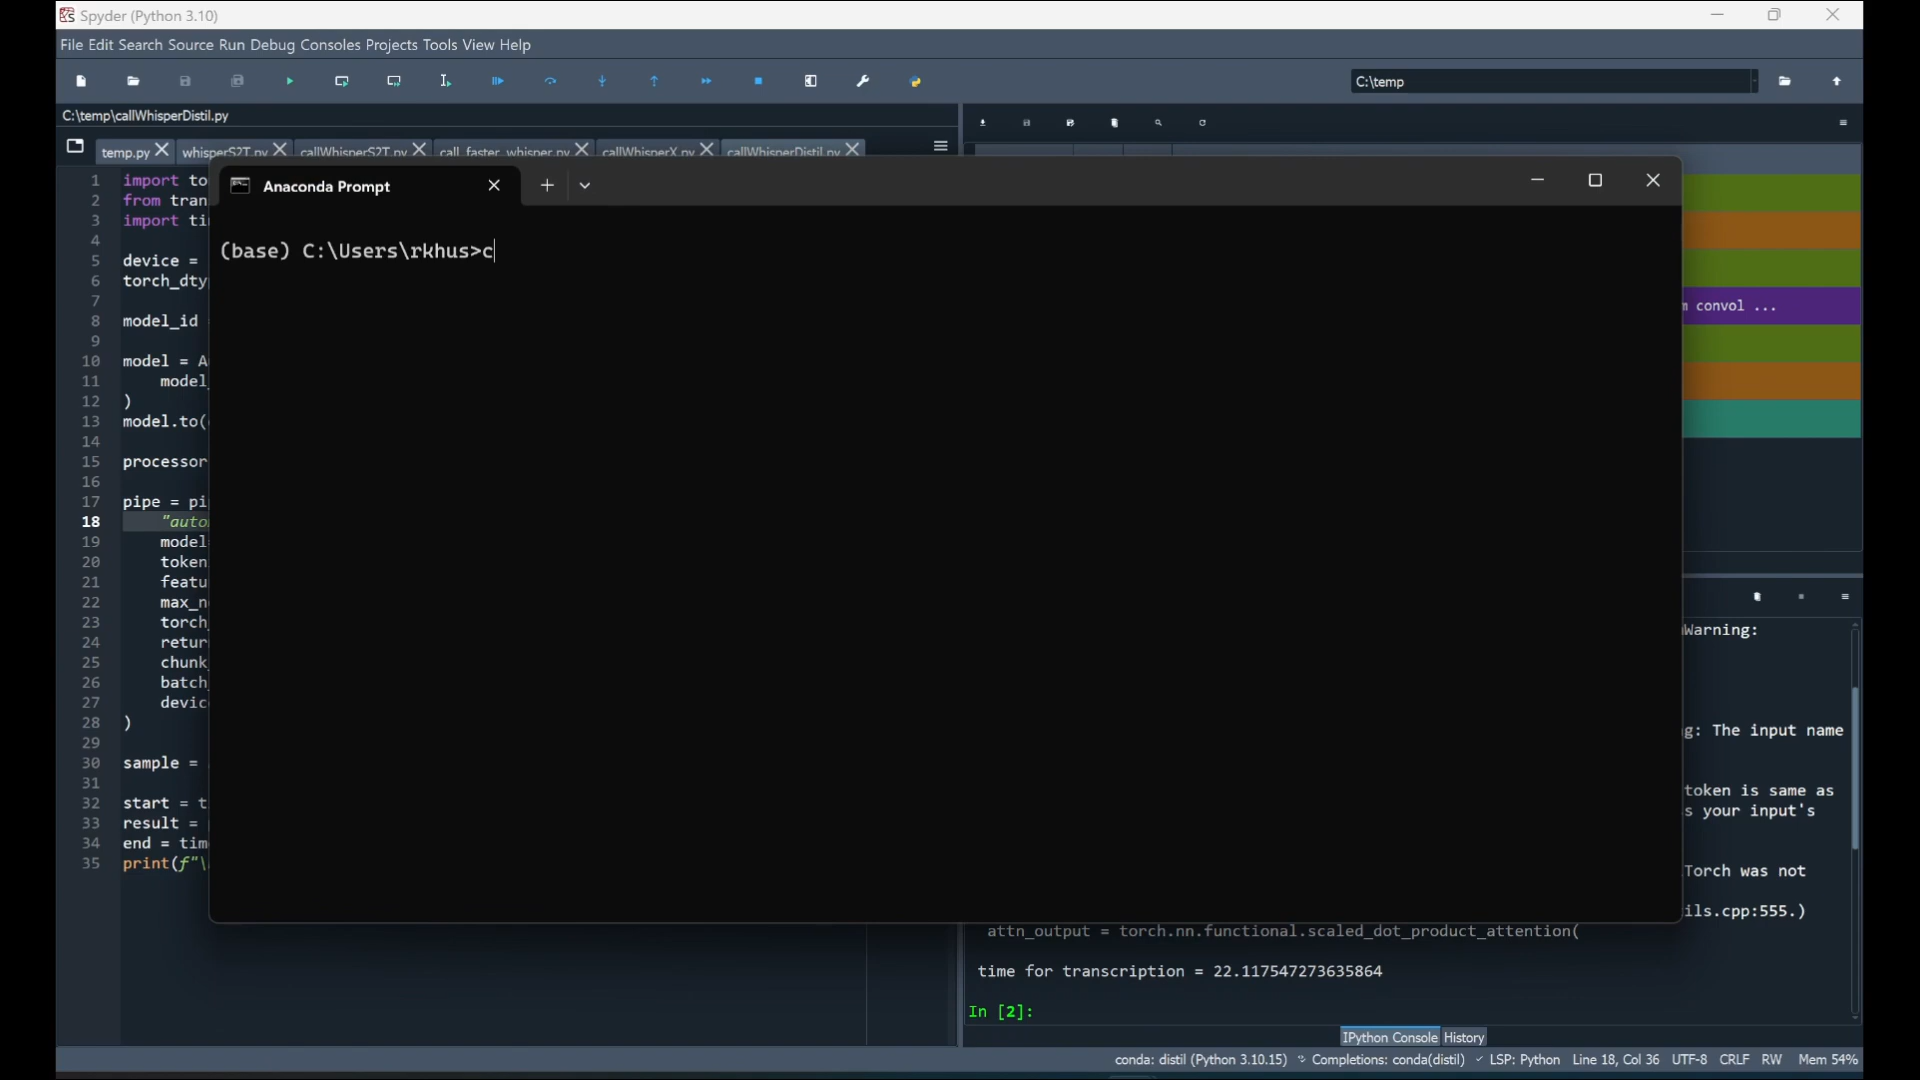 Spyder (Python 3.10)
File Edit Search Source Run Debug Consoles Projects Tools View Help
C:\temp
C:\temp\callWhisperDistil.py
temp.py
whisperS2T.py
callWhisperS2T.py
call_faster_whisper.py
callWhisperX.py
callWhisperDistil.py
Anaconda Prompt
(base) C:\Users\rkhus>c
1 import to
2 from tran
3 import ti
4
5 device =
6 torch_dty
7
8 model_id
9
10 model = A
11 model_
12 )
13 model.to(
14
15 processor
16
17 pipe = pi
18 "auto
19 model
20 token
21 featu
22 max_n
23 torch_
24 retur
25 chunk_
26 batch_
27 devic
28 )
29
30 sample =
31
32 start = t
33 result =
34 end = tim
35 print(f"\
convol ...
Warning:
g: The input name
token is same as
s your input's
Torch was not
ils.cpp:555.)
attn_output = torch.nn.functional.scaled_dot_product_attention(
time for transcription = 22.117547273635864
In [2]:
IPython Console History
conda: distil (Python 3.10.15) Completions: conda(distil) LSP: Python Line 18, Col 36 UTF-8 CRLF RW Mem 54%